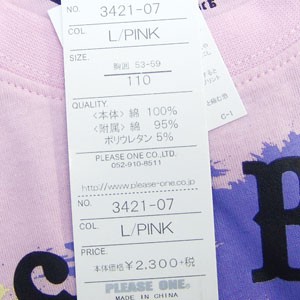 NO. 3421-07
COL. L/PINK
SIZE.
胸囲 53-59
110
QUALITY.
〈本体〉綿 100%
〈附属〉綿 95%
ポリウレタン 5%
PLEASE ONE CO.,LTD.
052-910-8511
http://www.please-one.co.jp
NO. 3421-07
COL. L/PINK
PRICE.
本体価格 ¥2,300+税
PLEASE ONE.
MADE IN CHINA
C-1